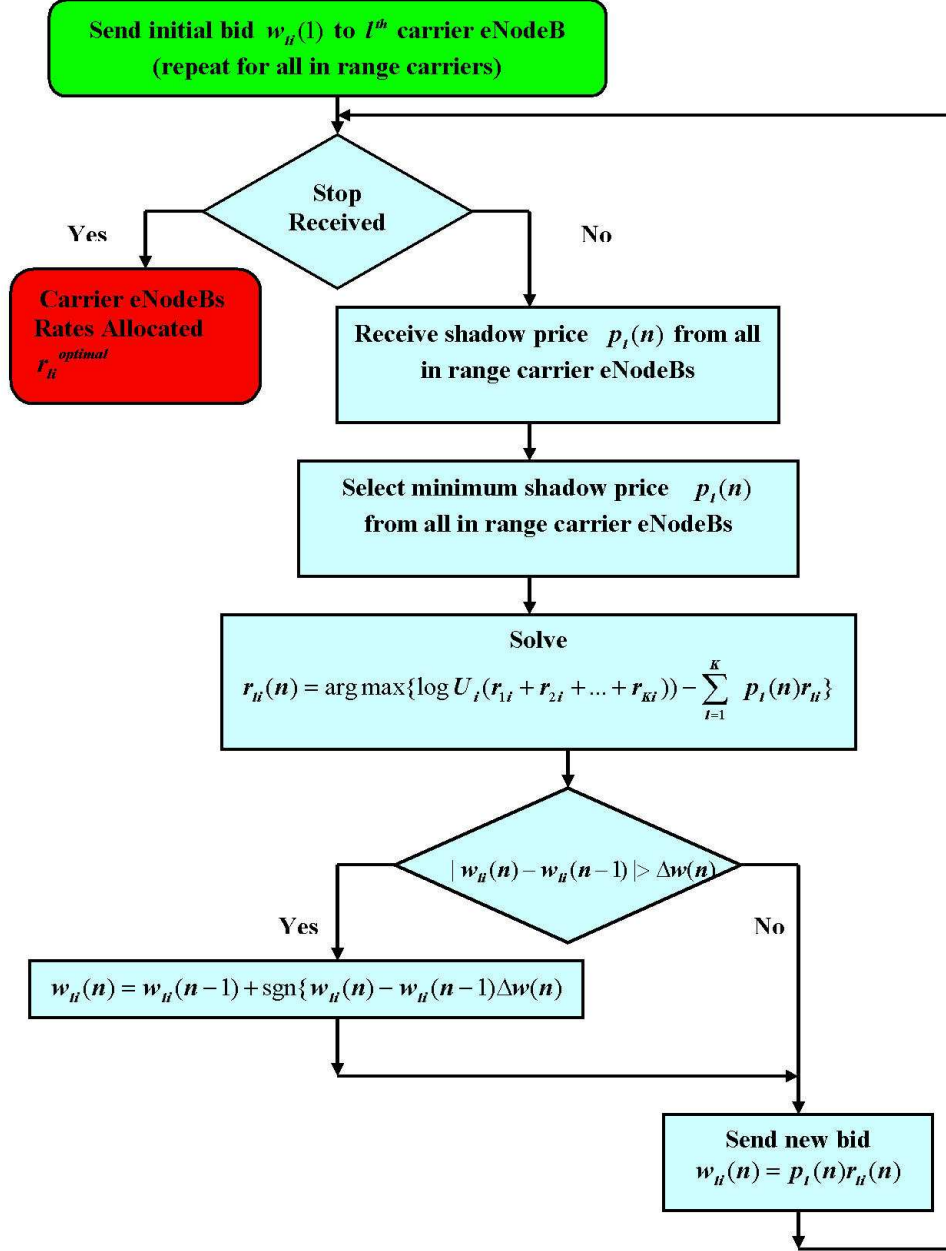 Send initial bid w_li(1) to l^th carrier eNodeB
(repeat for all in range carriers)
Stop
Received
Yes
No
Carrier eNodeBs
Rates Allocated
r_li^optimal
Receive shadow price p_l(n) from all
in range carrier eNodeBs
Select minimum shadow price p_l(n)
from all in range carrier eNodeBs
Solve
r_li(n) = arg max{log U_i(r_1i + r_2i + ... + r_Ki)) − ∑_{l=1}^{K} p_l(n)r_li}
| w_li(n) − w_li(n−1) |> Δw(n)
Yes
No
w_li(n) = w_li(n−1) + sgn{w_li(n) − w_li(n−1)Δw(n)
Send new bid
w_li(n) = p_l(n)r_li(n)